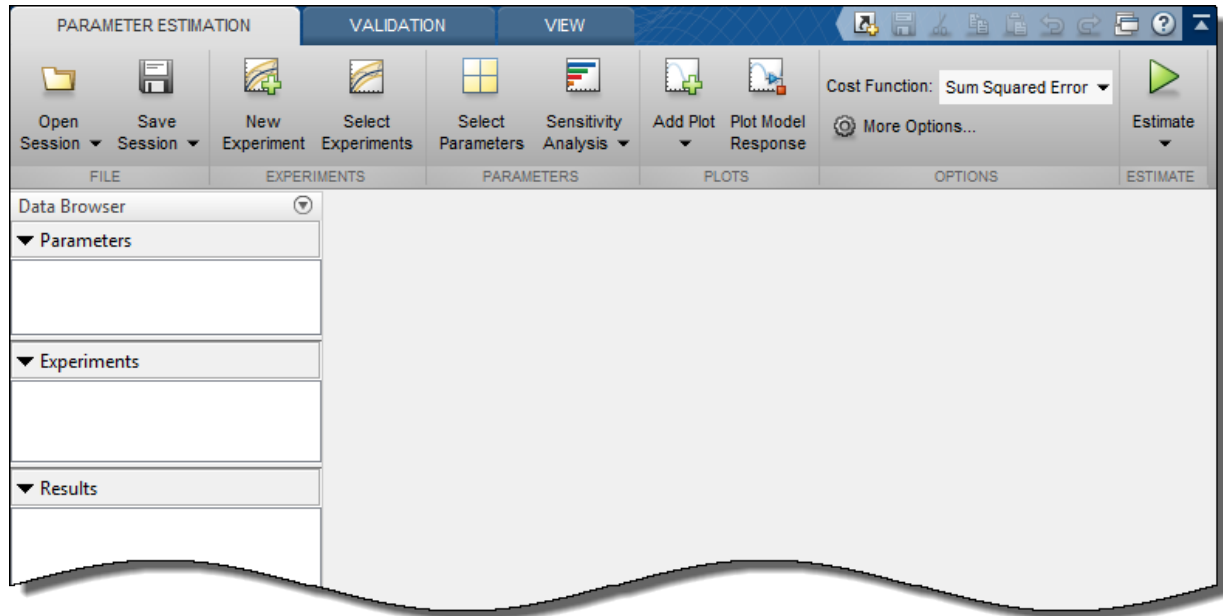 PARAMETER ESTIMATION VALIDATION VIEW
Open Session Save Session New Experiment Select Experiments Select Parameters Sensitivity Analysis Add Plot Plot Model Response Cost Function: Sum Squared Error Estimate
More Options...
FILE EXPERIMENTS PARAMETERS PLOTS OPTIONS ESTIMATE
Data Browser
Parameters
Experiments
Results